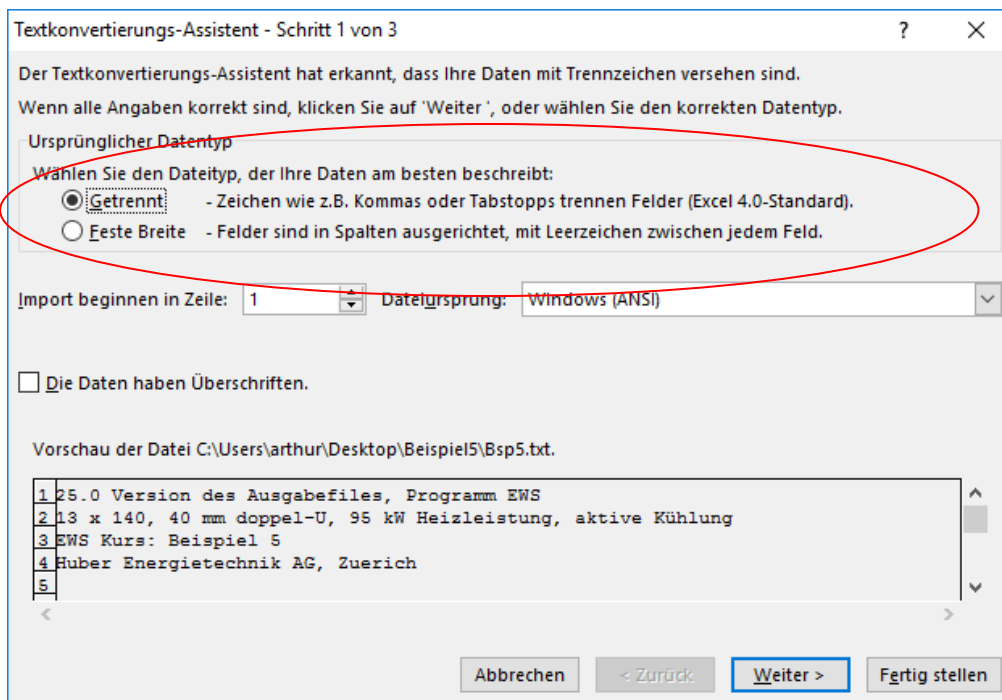 Textkonvertierungs-Assistent - Schritt 1 von 3
Der Textkonvertierungs-Assistent hat erkannt, dass Ihre Daten mit Trennzeichen versehen sind.
Wenn alle Angaben korrekt sind, klicken Sie auf 'Weiter ', oder wählen Sie den korrekten Datentyp.
Ursprünglicher Datentyp
Wählen Sie den Dateityp, der Ihre Daten am besten beschreibt:
Getrennt - Zeichen wie z.B. Kommas oder Tabstopps trennen Felder (Excel 4.0-Standard).
Feste Breite - Felder sind in Spalten ausgerichtet, mit Leerzeichen zwischen jedem Feld.
Import beginnen in Zeile: 1 Dateiursprung: Windows (ANSI)
Die Daten haben Überschriften.
Vorschau der Datei C:\Users\arthur\Desktop\Beispiel5\Bsp5.txt.
1 25.0 Version des Ausgabefiles, Programm EWS
2 13 x 140, 40 mm doppel-U, 95 kW Heizleistung, aktive Kühlung
3 EWS Kurs: Beispiel 5
4 Huber Energietechnik AG, Zuerich
5
Abbrechen < Zurück Weiter > Fertig stellen